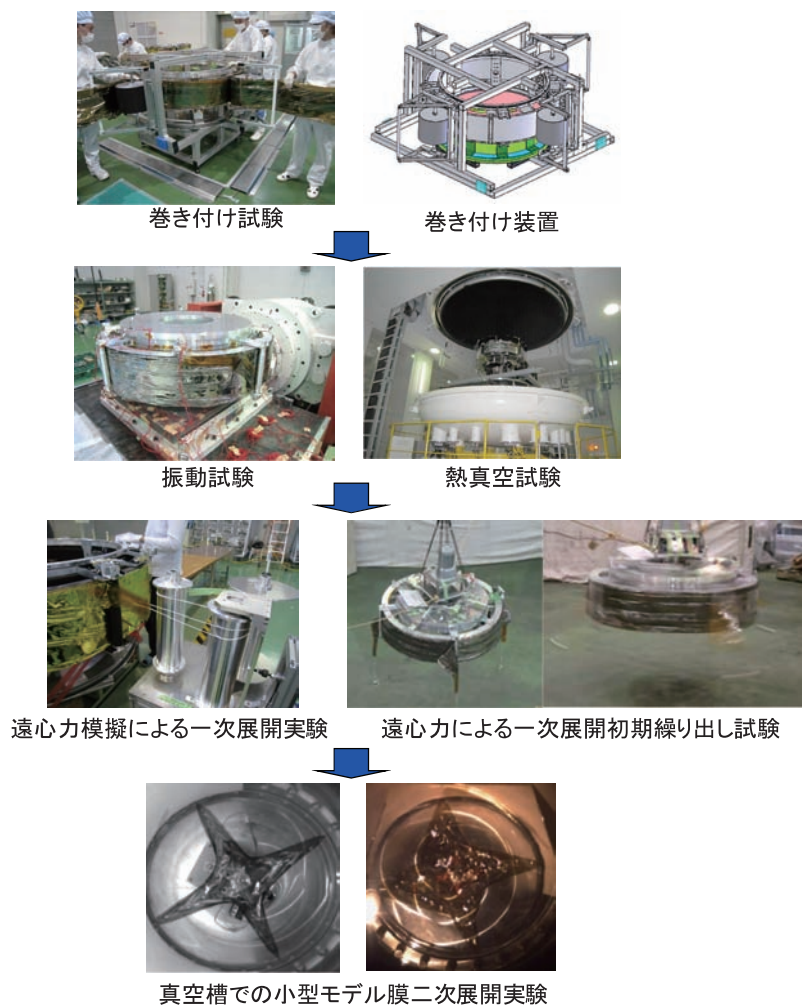 巻き付け試験
巻き付け装置
振動試験
熱真空試験
遠心力模擬による一次展開実験
遠心力による一次展開初期繰り出し試験
真空槽での小型モデル膜二次展開実験